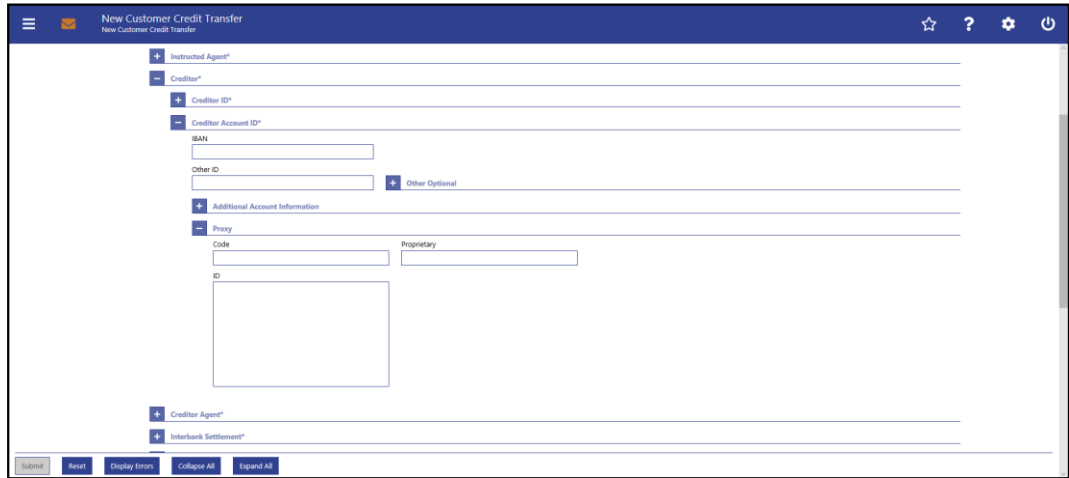 New Customer Credit Transfer
New Customer Credit Transfer
Instructed Agent*
Creditor*
Creditor ID*
Creditor Account ID*
IBAN
Other ID
Other Optional
Additional Account Information
Proxy
Code Proprietary
ID
Creditor Agent*
Interbank Settlement*
Submit Reset Display Errors Collapse All Expand All